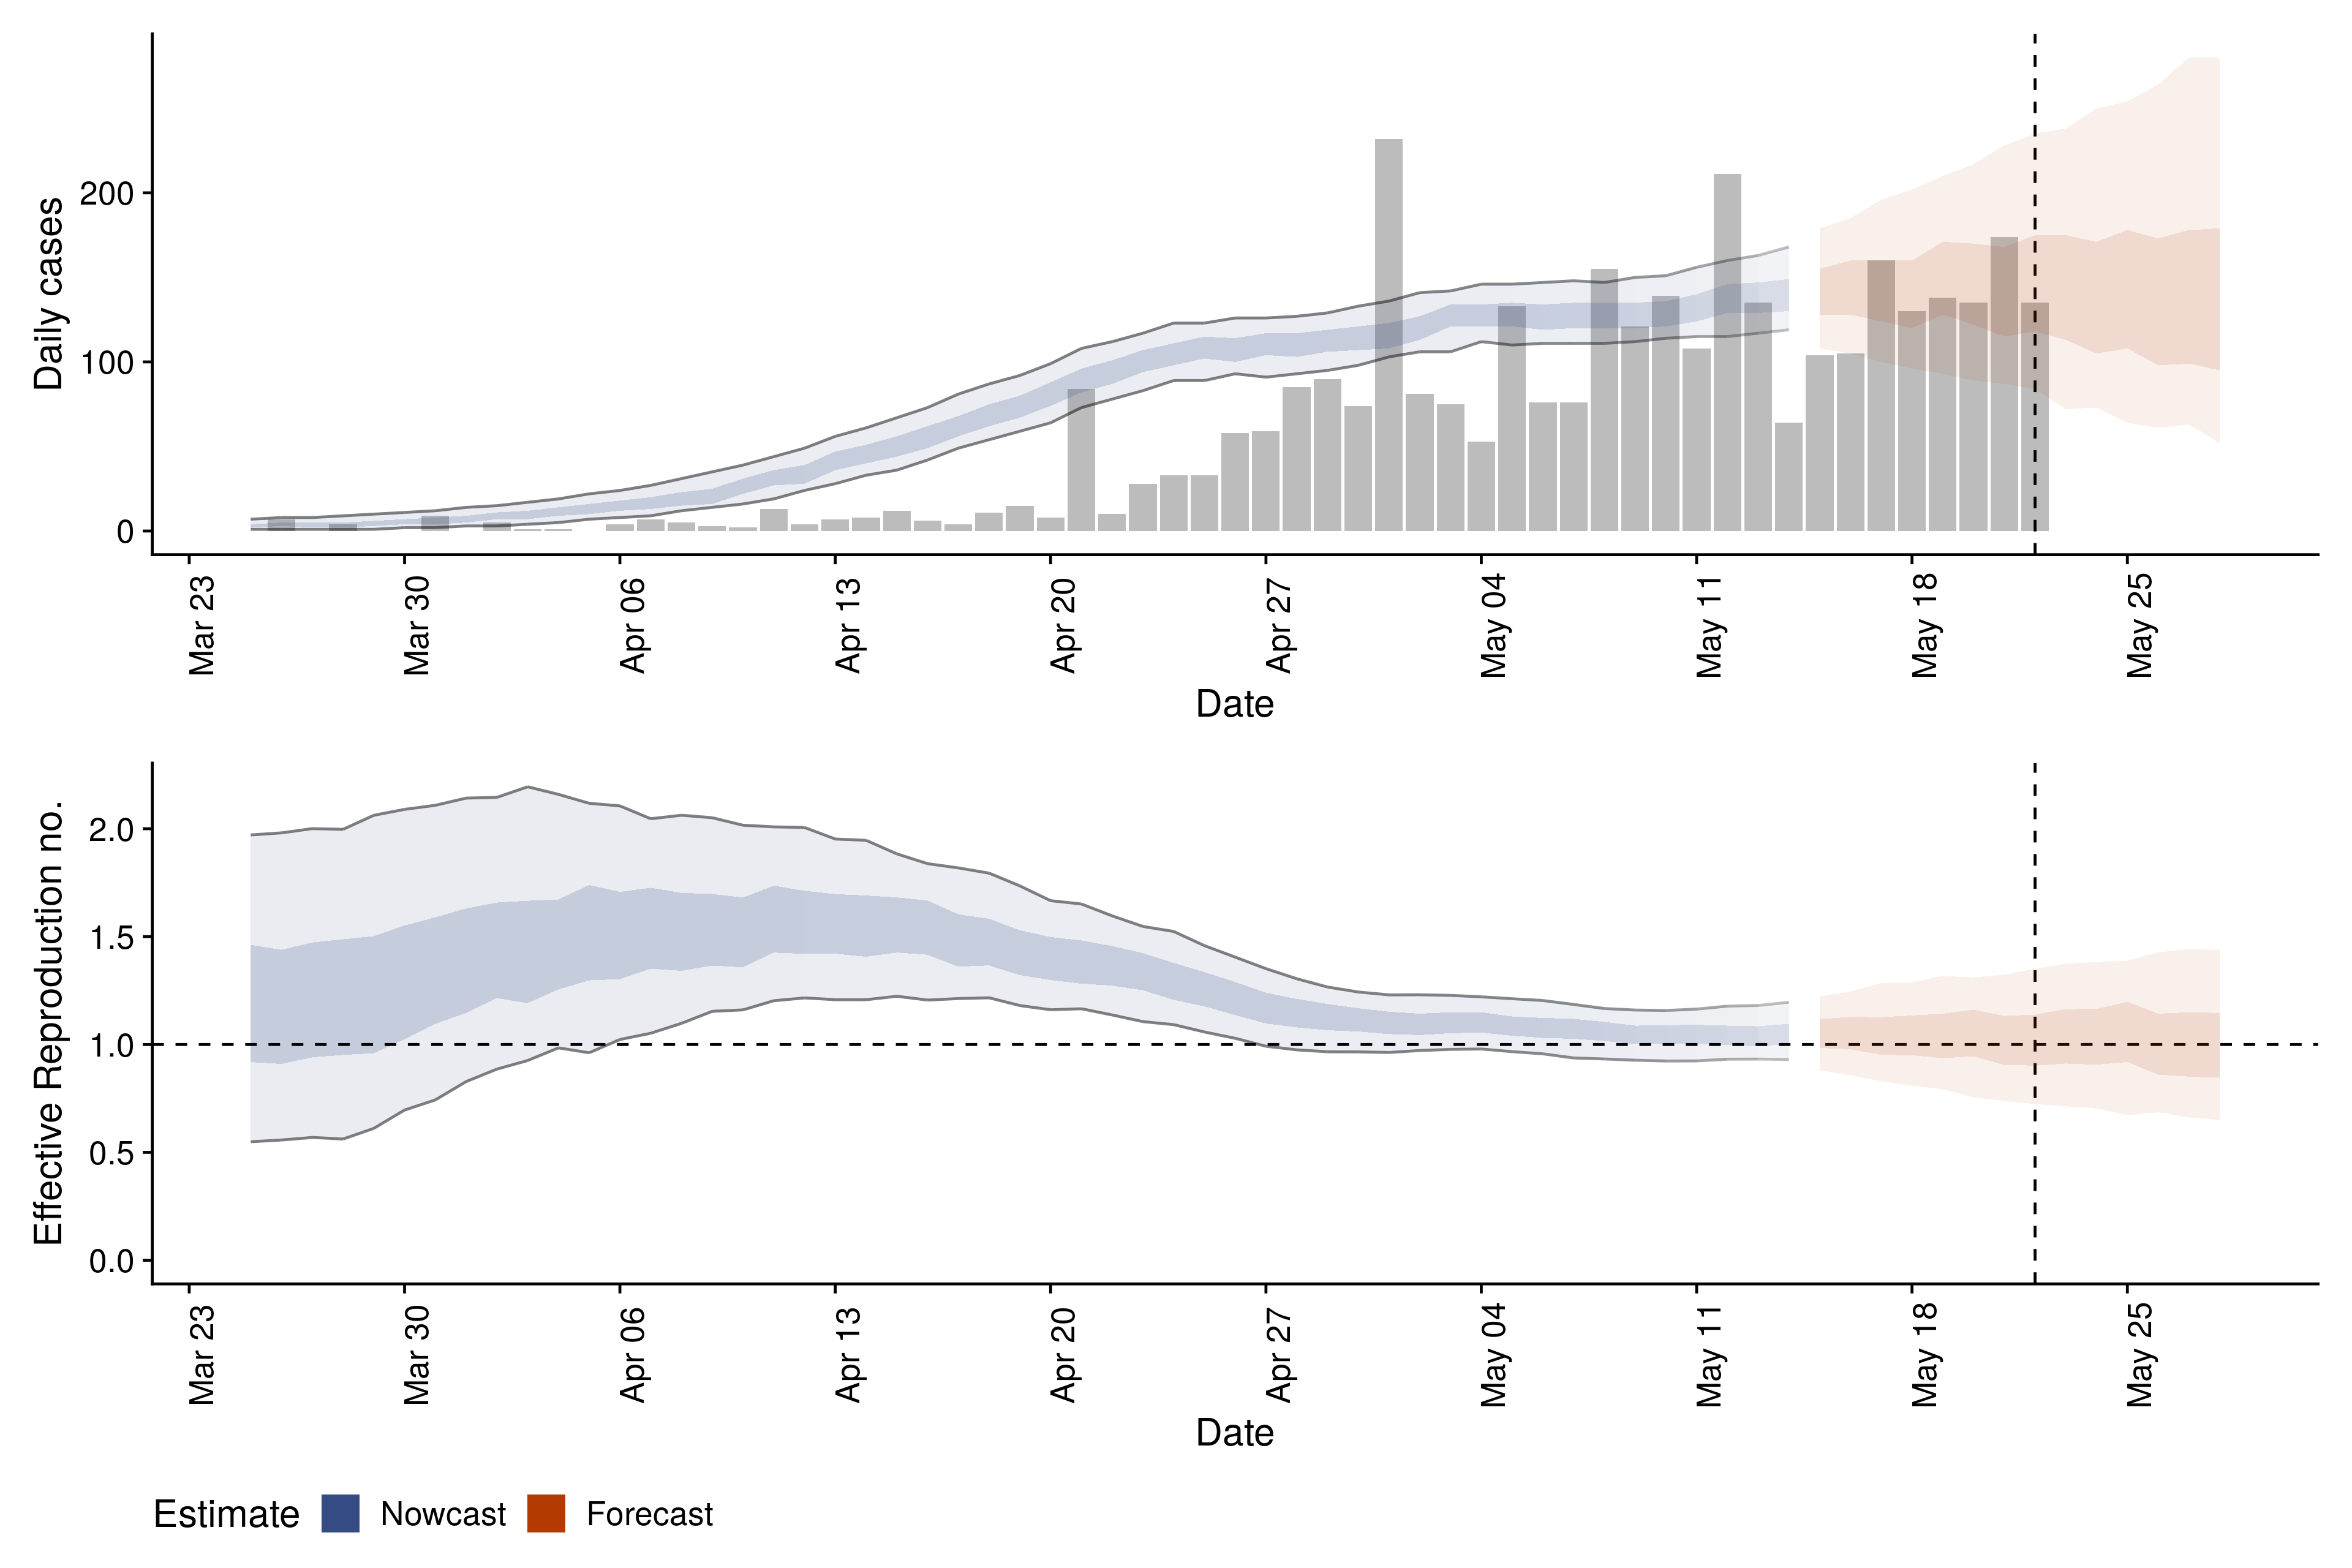 Daily cases
200
100
0
Mar 23 Mar 30 Apr 06 Apr 13 Apr 20 Apr 27 May 04 May 11 May 18 May 25
Date
Effective Reproduction no.
2.0
1.5
1.0
0.5
0.0
Mar 23 Mar 30 Apr 06 Apr 13 Apr 20 Apr 27 May 04 May 11 May 18 May 25
Date
Estimate Nowcast Forecast